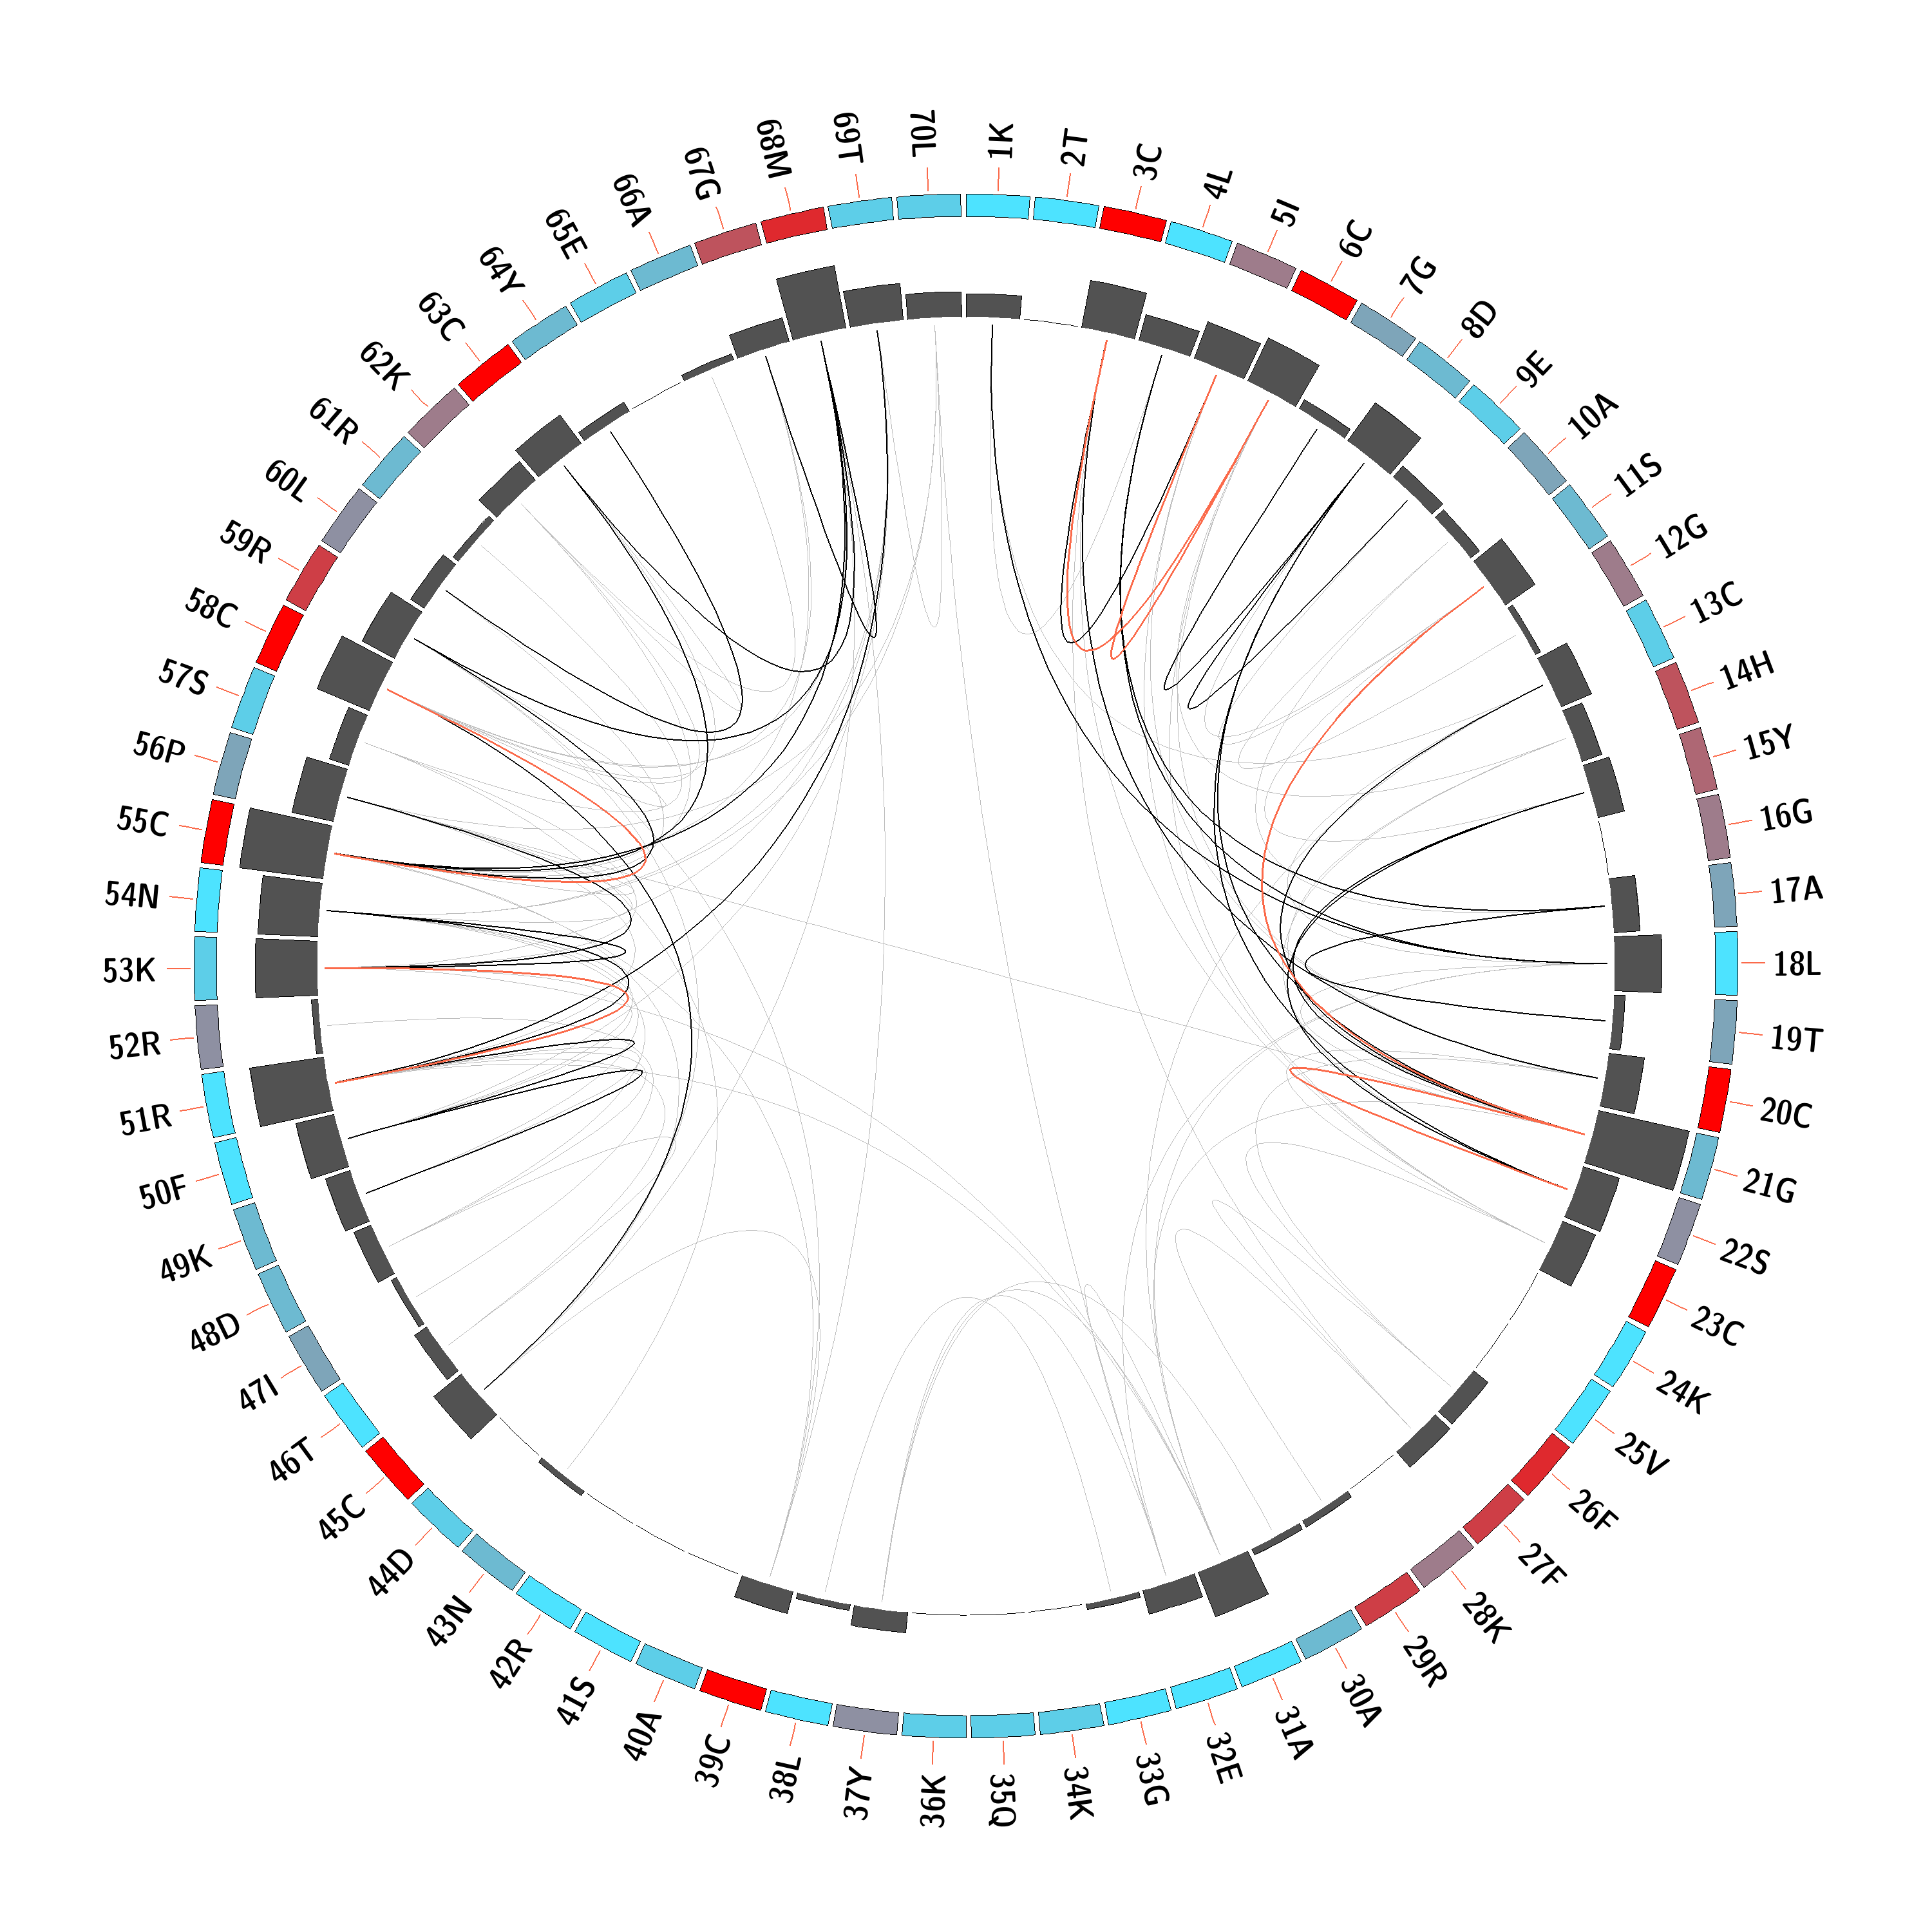 1K
2T
3C
4L
5I
6C
7G
8D
9E
10A
11S
12G
13C
14H
15Y
16G
17A
18L
19T
20C
21G
22S
23C
24K
25V
26F
27F
28K
29R
30A
31A
32E
33G
34K
35Q
36K
37Y
38L
39C
40A
41S
42R
43N
44D
45C
46T
47I
48D
49K
50F
51R
52R
53K
54N
55C
56P
57S
58C
59R
60L
61R
62K
63C
64Y
65E
66A
67G
68M
69T
70L